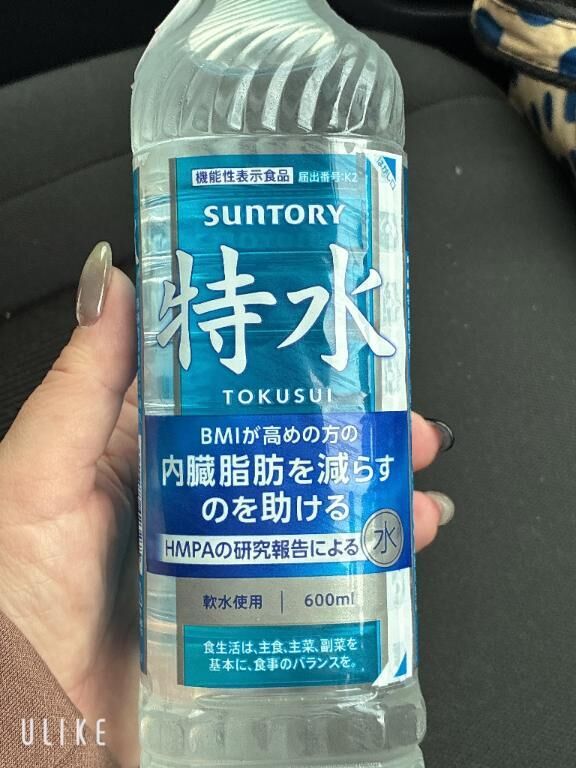 機能性表示食品 届出番号:K2
はがし口
SUNTORY
特水
TOKUSUI
BMIが高めの方の
内臓脂肪を減らす
のを助ける
HMPAの研究報告による
水
軟水使用 | 600ml
食生活は、主食、主菜、副菜を
基本に、食事のバランスを。
ULIKE